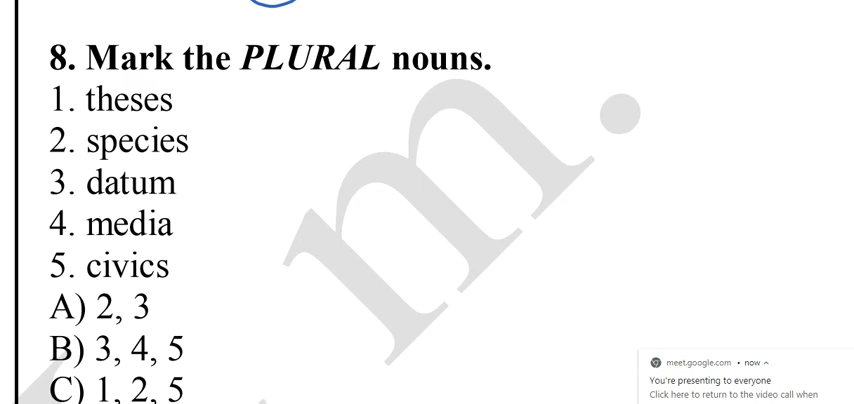 8. Mark the PLURAL nouns.
1. theses
2. species
3. datum
4. media
5. civics
A) 2, 3
B) 3, 4, 5
C) 1, 2, 5
m.
meet.google.com • now
You're presenting to everyone
Click here to return to the video call when